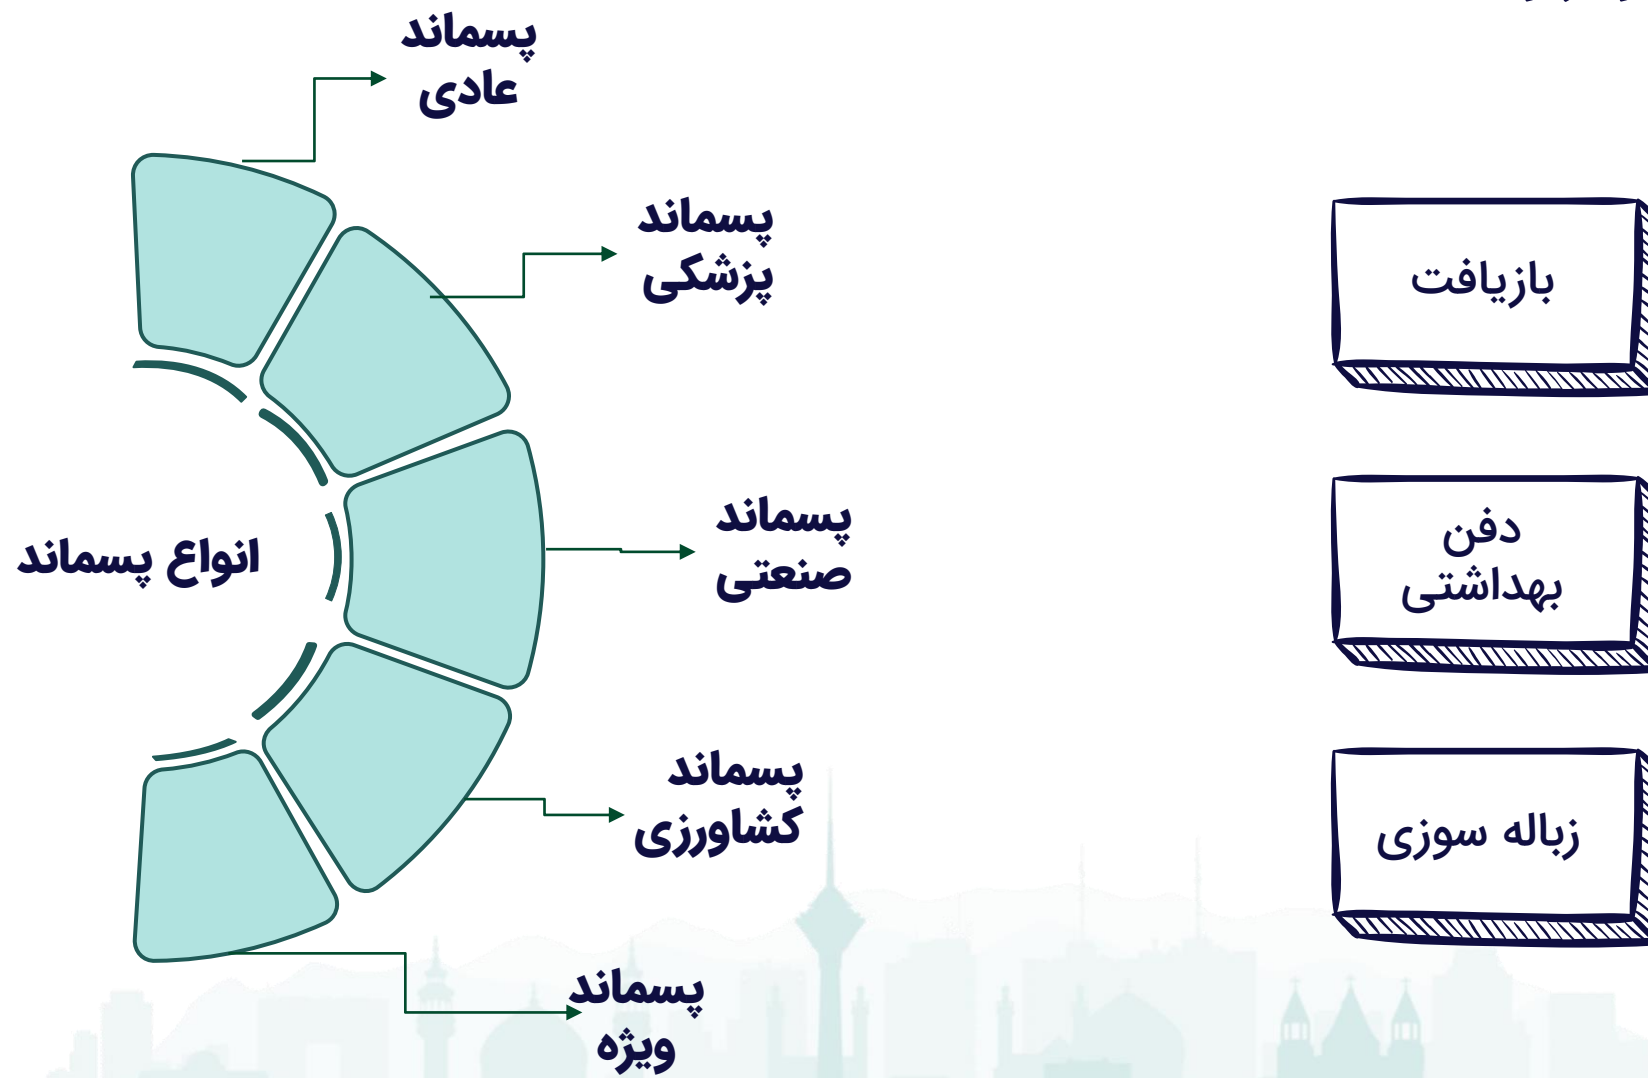 پسماند
عادی
پسماند
پزشکی
پسماند
صنعتی
انواع پسماند
پسماند
کشاورزی
پسماند
ویژه
بازیافت
دفن
بهداشتی
زباله سوزی